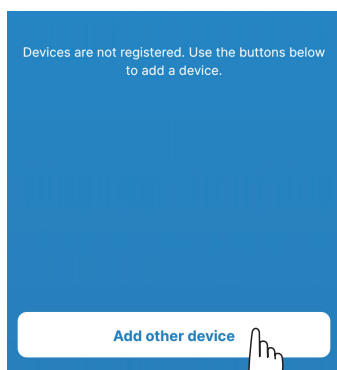 Devices are not registered. Use the buttons below
to add a device.
Add other device